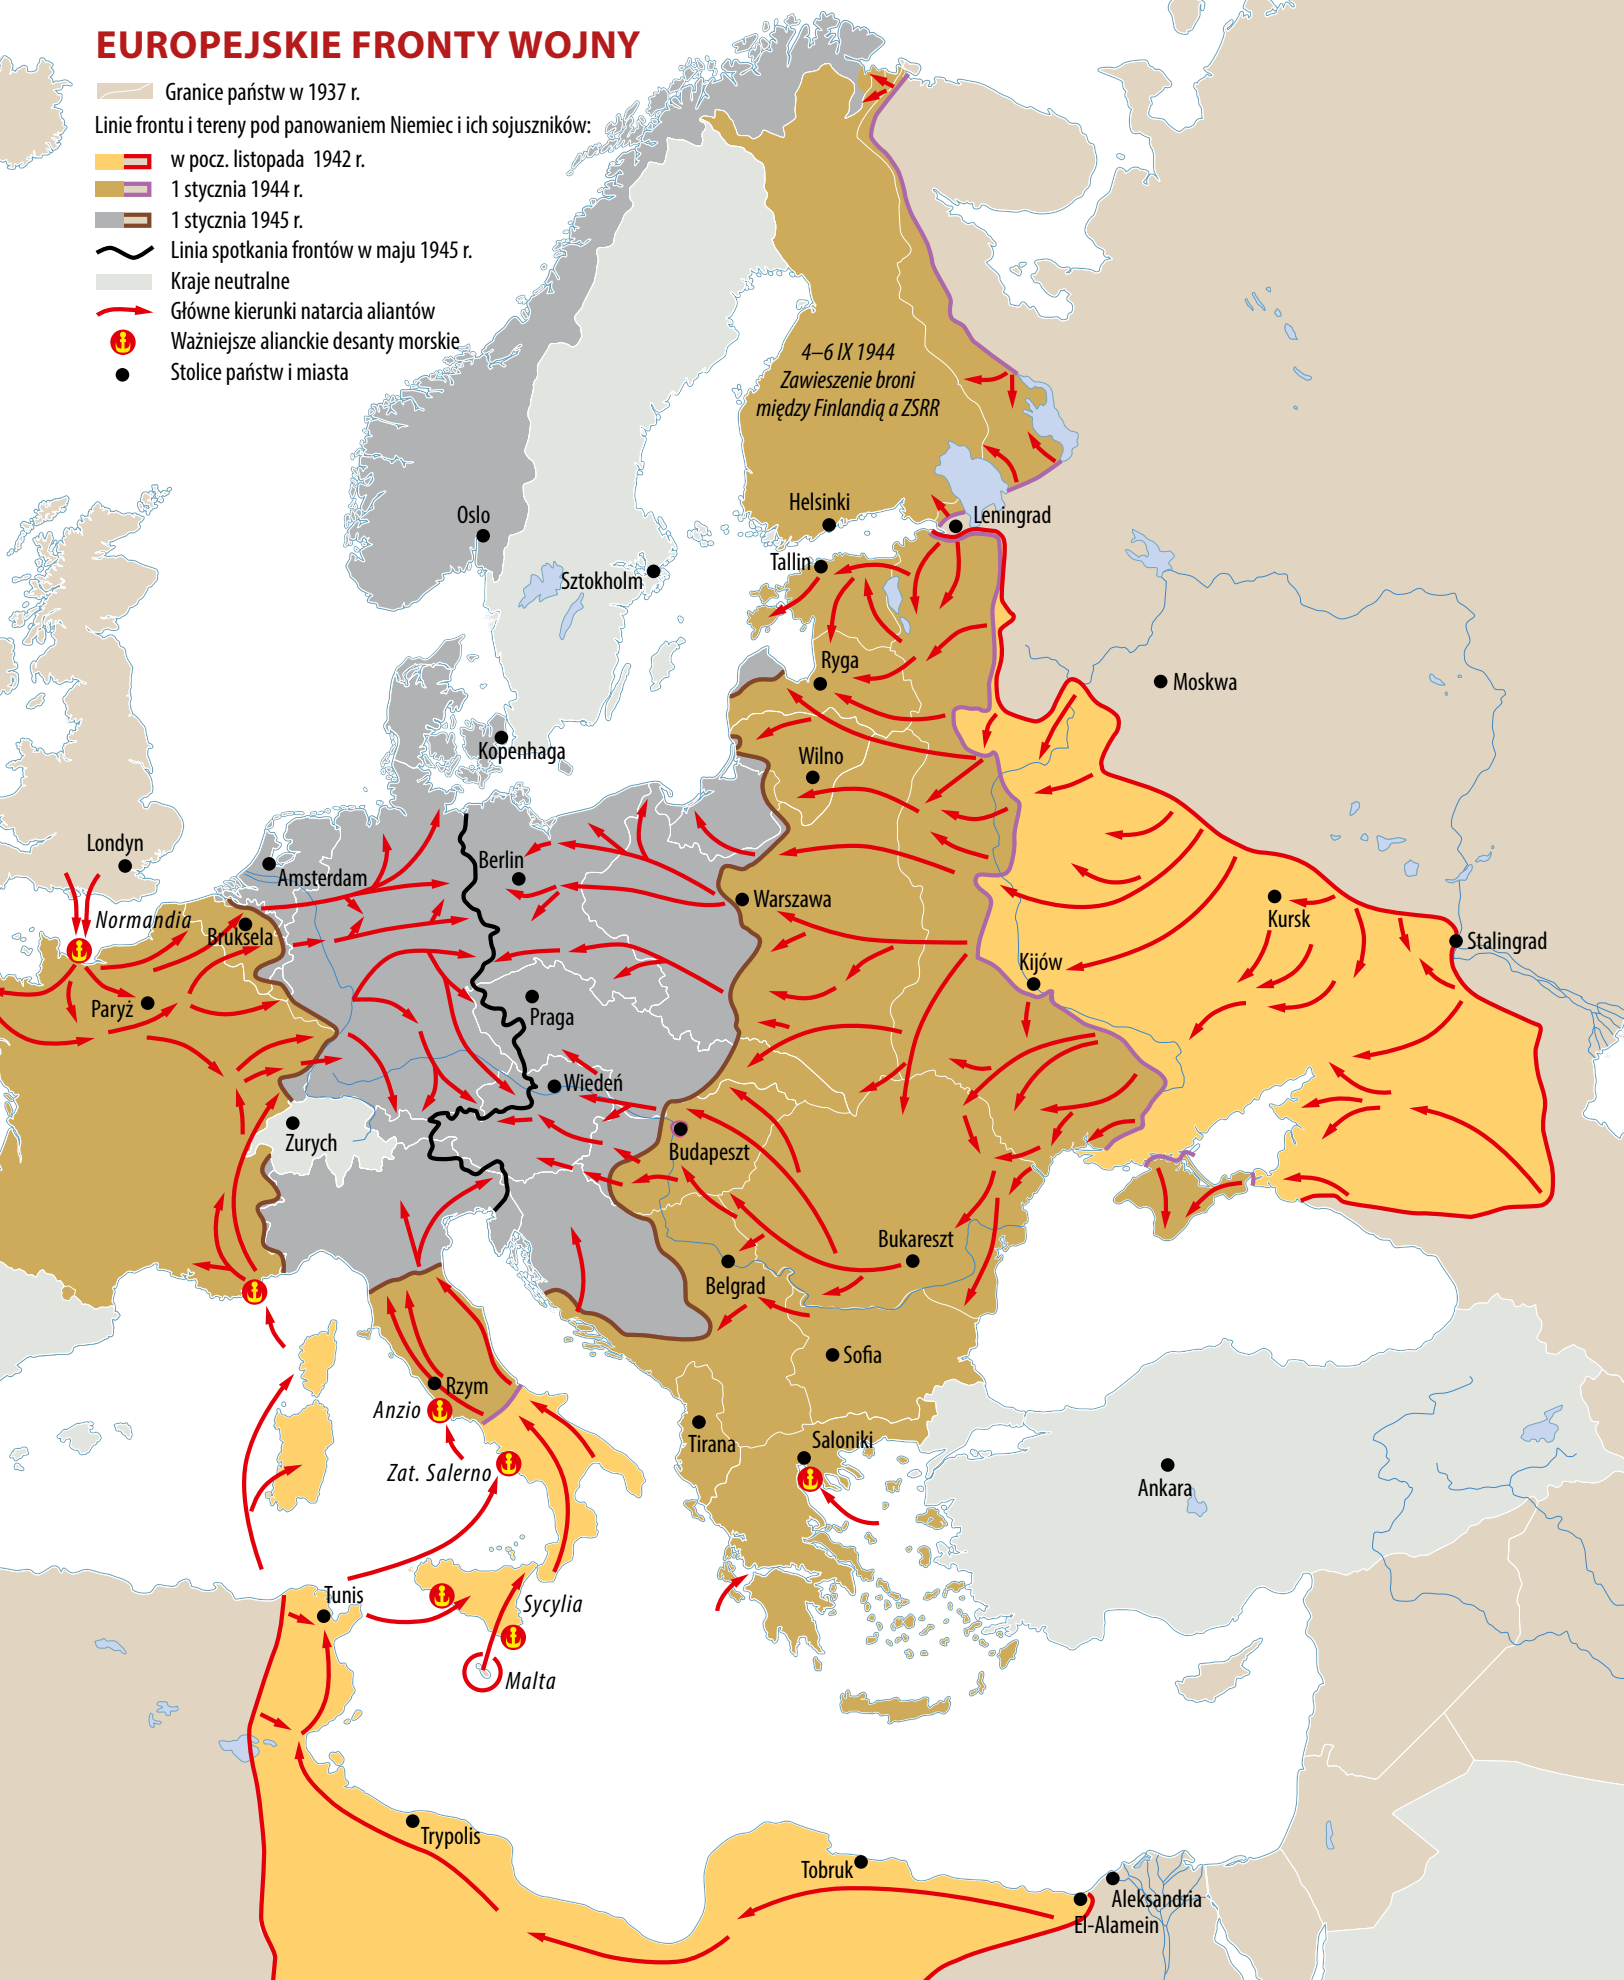 EUROPEJSKIE FRONTY WOJNY
Granice państw w 1937 r.
Linie frontu i tereny pod panowaniem Niemiec i ich sojuszników:
w pocz. listopada 1942 r.
1 stycznia 1944 r.
1 stycznia 1945 r.
Linia spotkania frontów w maju 1945 r.
Kraje neutralne
Główne kierunki natarcia aliantów
Ważniejsze alianckie desanty morskie
Stolice państw i miasta
4–6 IX 1944
Zawieszenie broni
między Finlandią a ZSRR
Helsinki
Oslo
Leningrad
Tallin
Sztokholm
Ryga
Moskwa
Kopenhaga
Wilno
Londyn
Berlin
Amsterdam
Warszawa
Normandia
Kursk
Bruksela
Stalingrad
Kijów
Paryż
Praga
Wiedeń
Zurych
Budapeszt
Bukareszt
Belgrad
Sofia
Rzym
Anzio
Tirana
Saloniki
Zat. Salerno
Ankara
Tunis
Sycylia
Malta
Trypolis
Tobruk
Aleksandria
El-Alamein